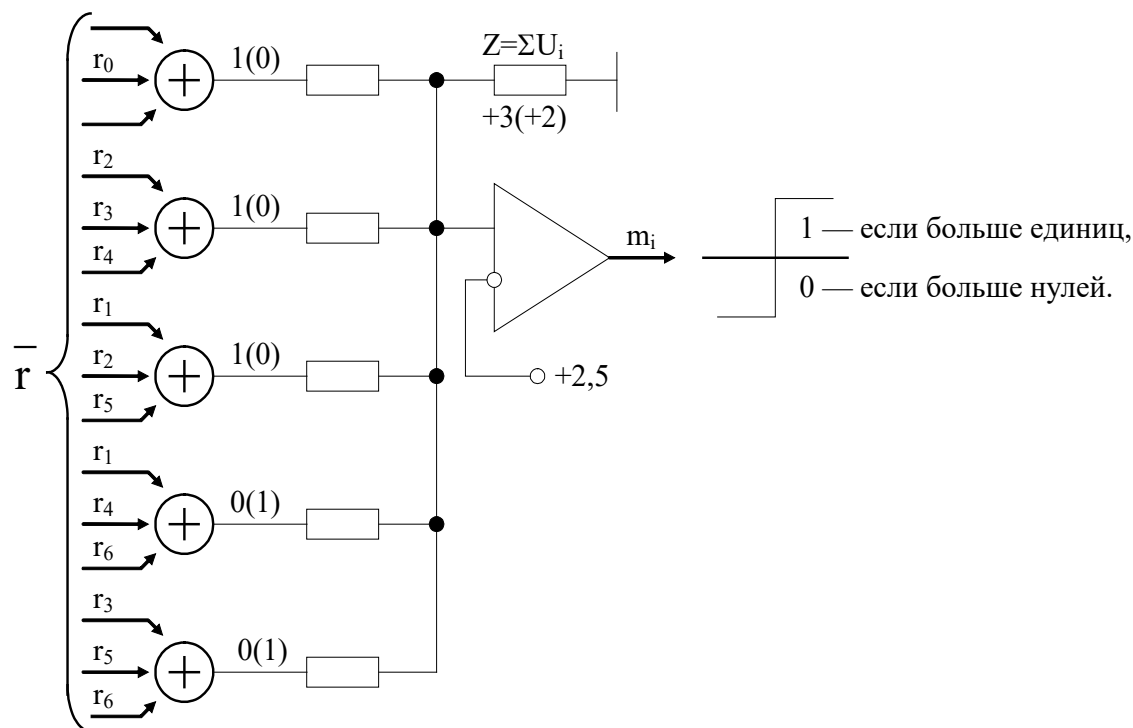 r0
1(0)
Z=ΣUi
+3(+2)
r2
r3
1(0)
r4
mi
1 — если больше единиц,
0 — если больше нулей.
r1
r2
1(0)
r5
+2,5
r̅
r1
r4
0(1)
r6
r3
r5
0(1)
r6